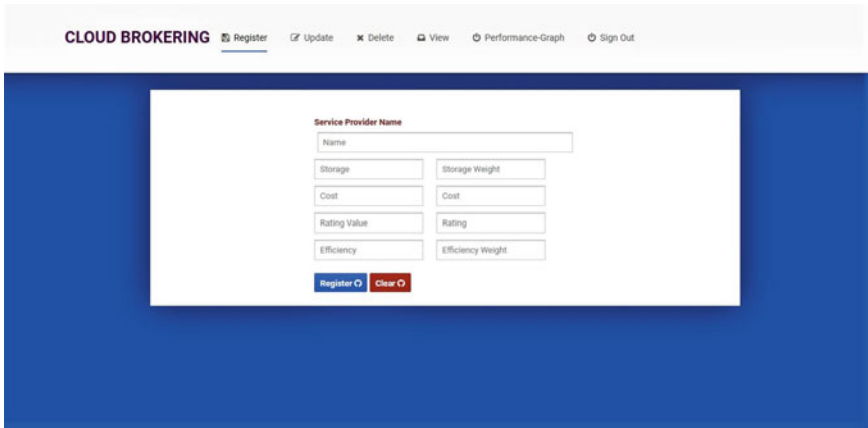 CLOUD BROKERING Register Update Delete View Performance-Graph Sign Out
Service Provider Name
Name
Storage Storage Weight
Cost Cost
Rating Value Rating
Efficiency Efficiency Weight
Register Clear